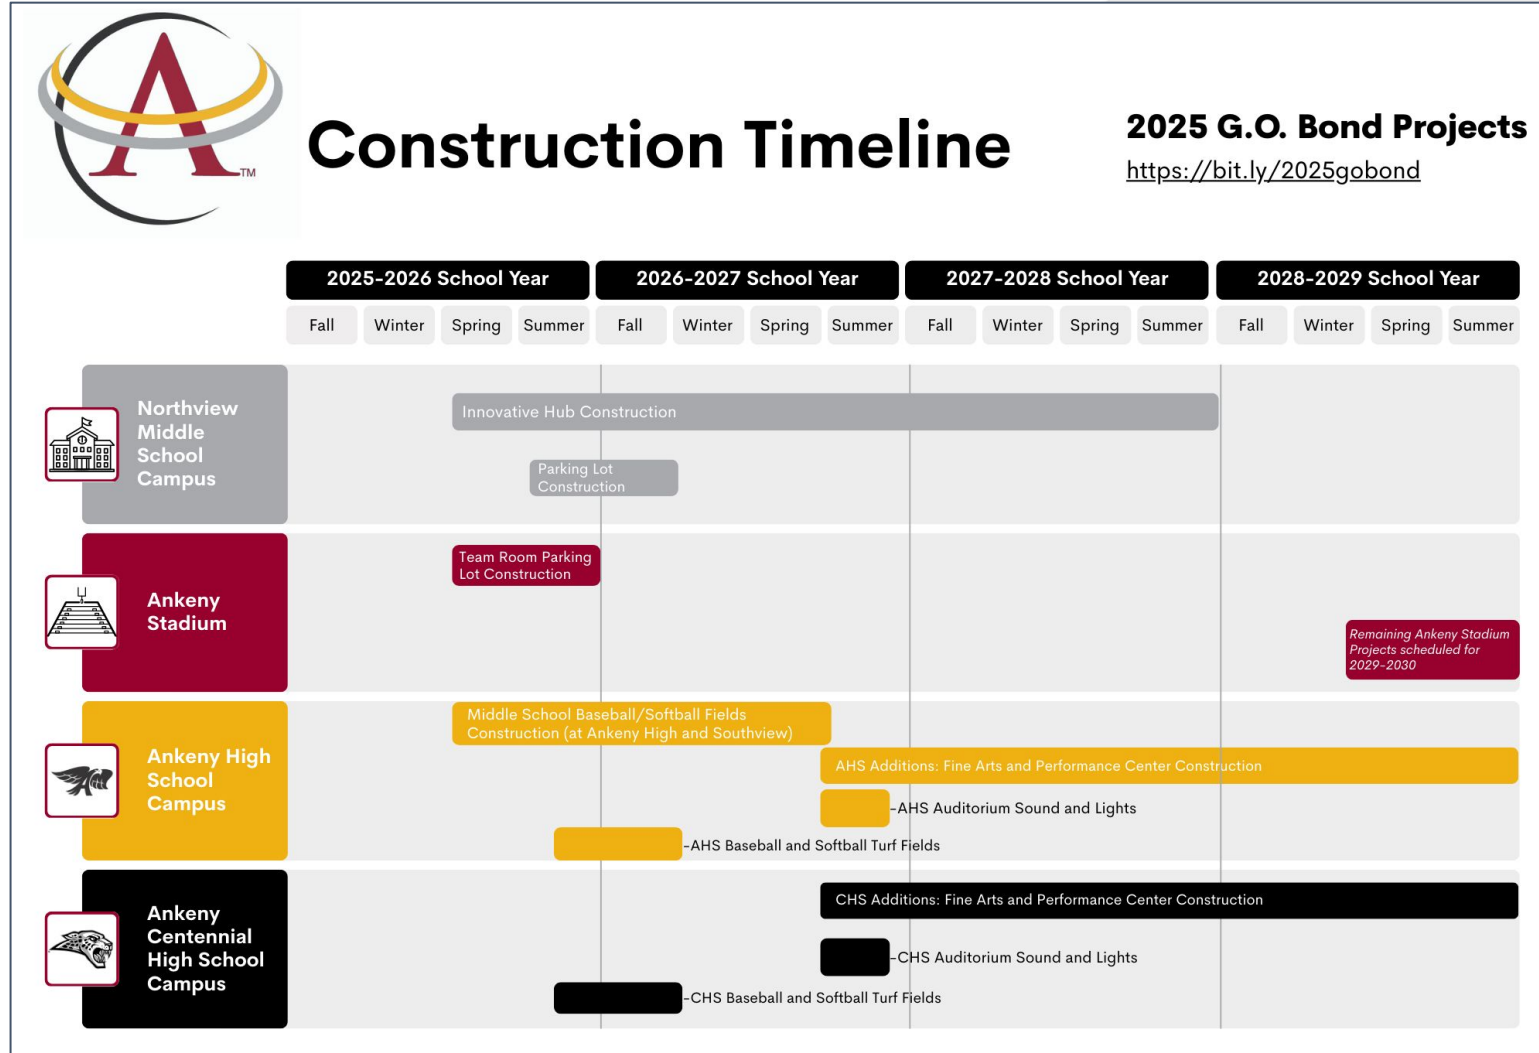 A
TM
Construction Timeline
2025 G.O. Bond Projects
https://bit.ly/2025gobond
2025-2026 School Year
2026-2027 School Year
2027-2028 School Year
2028-2029 School Year
Fall
Winter
Spring
Summer
Fall
Winter
Spring
Summer
Fall
Winter
Spring
Summer
Fall
Winter
Spring
Summer
Northview
Middle
School
Campus
Innovative Hub Construction
Parking Lot
Construction
Ankeny
Stadium
Team Room Parking
Lot Construction
Remaining Ankeny Stadium
Projects scheduled for
2029-2030
Ankeny High
School
Campus
Middle School Baseball/Softball Fields
Construction (at Ankeny High and Southview)
AHS Additions: Fine Arts and Performance Center Construction
-AHS Auditorium Sound and Lights
-AHS Baseball and Softball Turf Fields
Ankeny
Centennial
High School
Campus
CHS Additions: Fine Arts and Performance Center Construction
-CHS Auditorium Sound and Lights
-CHS Baseball and Softball Turf Fields